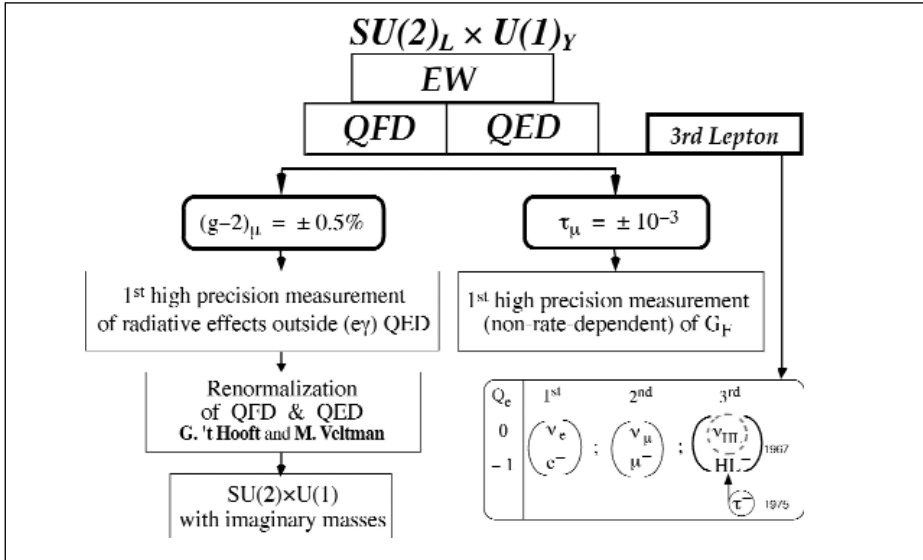 SU(2)L × U(1)Y
EW
QFD QED
3rd Lepton
(g–2)μ = ± 0.5%
τμ = ± 10–3
1st high precision measurement
of radiative effects outside (eγ) QED
1st high precision measurement
(non-rate-dependent) of GF
Renormalization
of QFD & QED
G. 't Hooft and M. Veltman
SU(2)×U(1)
with imaginary masses
Qe 1st 2nd 3rd
0 νe ; νμ ; νHL
– 1 e– μ– HL– 1967
τ– 1975